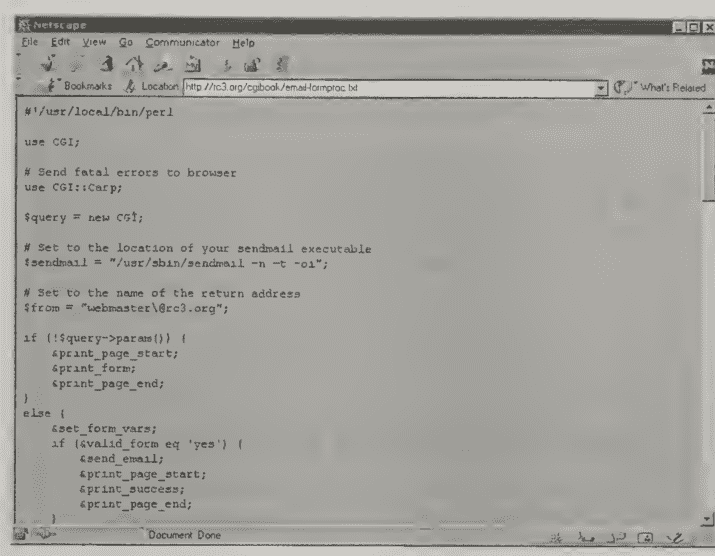 Netscape
File Edit View Go Communicator Help
Bookmarks Location http://rc3.org/cgibook/email-formproc.txt What's Related
#!/usr/local/bin/perl
use CGI;
# Send fatal errors to browser
use CGI::Carp;
$query = new CGI;
# Set to the location of your sendmail executable
$sendmail = "/usr/sbin/sendmail -n -t -oi";
# Set to the name of the return address
$from = "webmaster\@rc3.org";
if (!$query->param()) {
    &print_page_start;
    &print_form;
    &print_page_end;
}
else {
    &set_form_vars;
    if (&valid_form eq 'yes') {
        &send_email;
        &print_page_start;
        &print_success;
        &print_page_end;
    }
Document Done